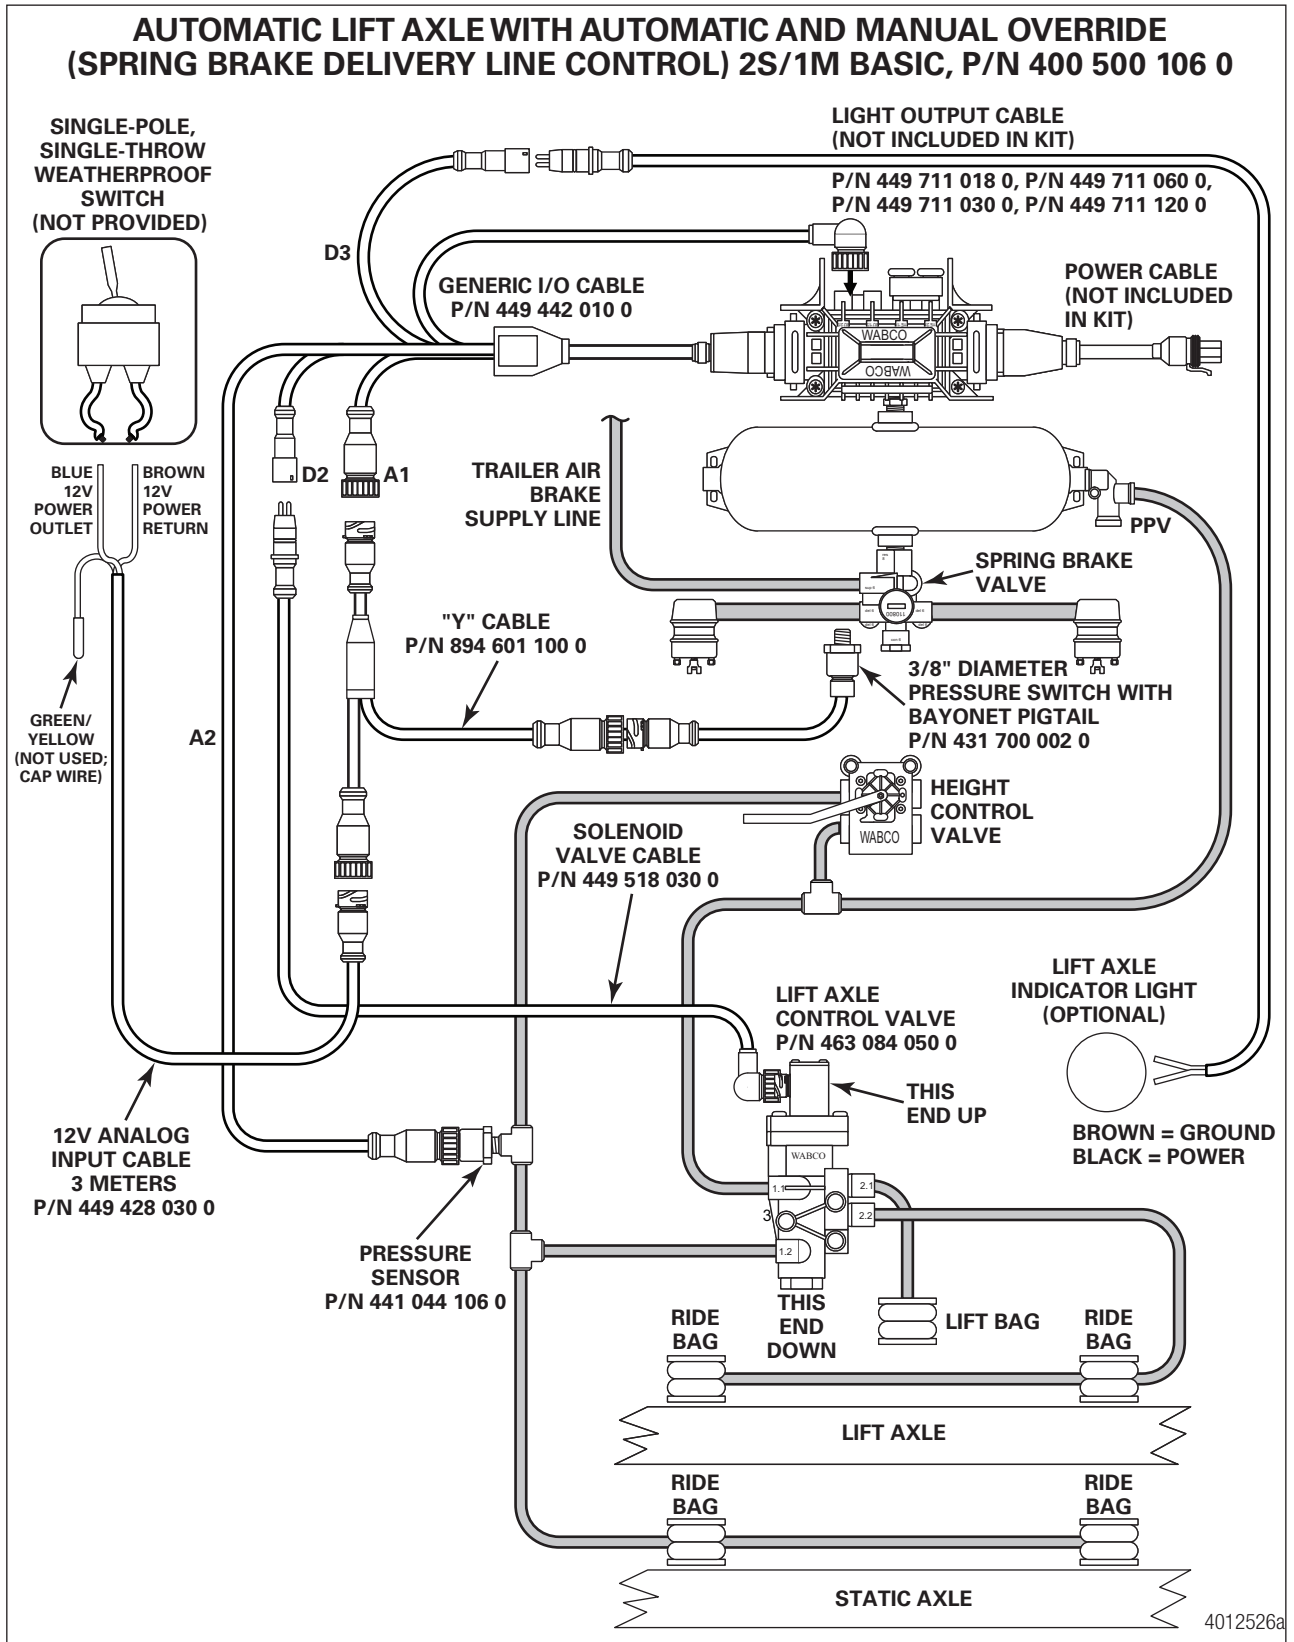 AUTOMATIC LIFT AXLE WITH AUTOMATIC AND MANUAL OVERRIDE
(SPRING BRAKE DELIVERY LINE CONTROL) 2S/1M BASIC, P/N 400 500 106 0
SINGLE-POLE,
SINGLE-THROW
WEATHERPROOF
SWITCH
(NOT PROVIDED)
LIGHT OUTPUT CABLE
(NOT INCLUDED IN KIT)
P/N 449 711 018 0, P/N 449 711 060 0,
P/N 449 711 030 0, P/N 449 711 120 0
D3
GENERIC I/O CABLE
P/N 449 442 010 0
POWER CABLE
(NOT INCLUDED
IN KIT)
WABCO
WABCO
BLUE
12V
POWER
OUTLET
BROWN
12V
POWER
RETURN
D2
A1
TRAILER AIR
BRAKE
SUPPLY LINE
PPV
SPRING BRAKE
VALVE
110800
"Y" CABLE
P/N 894 601 100 0
3/8" DIAMETER
PRESSURE SWITCH WITH
BAYONET PIGTAIL
P/N 431 700 002 0
GREEN/
YELLOW
(NOT USED;
CAP WIRE)
A2
HEIGHT
CONTROL
VALVE
WABCO
SOLENOID
VALVE CABLE
P/N 449 518 030 0
LIFT AXLE
INDICATOR LIGHT
(OPTIONAL)
LIFT AXLE
CONTROL VALVE
P/N 463 084 050 0
THIS
END UP
BROWN = GROUND
BLACK = POWER
12V ANALOG
INPUT CABLE
3 METERS
P/N 449 428 030 0
WABCO
1.1
2.1
2.2
3
1.2
PRESSURE
SENSOR
P/N 441 044 106 0
THIS
END
DOWN
LIFT BAG
RIDE
BAG
RIDE
BAG
LIFT AXLE
RIDE
BAG
RIDE
BAG
STATIC AXLE
4012526a